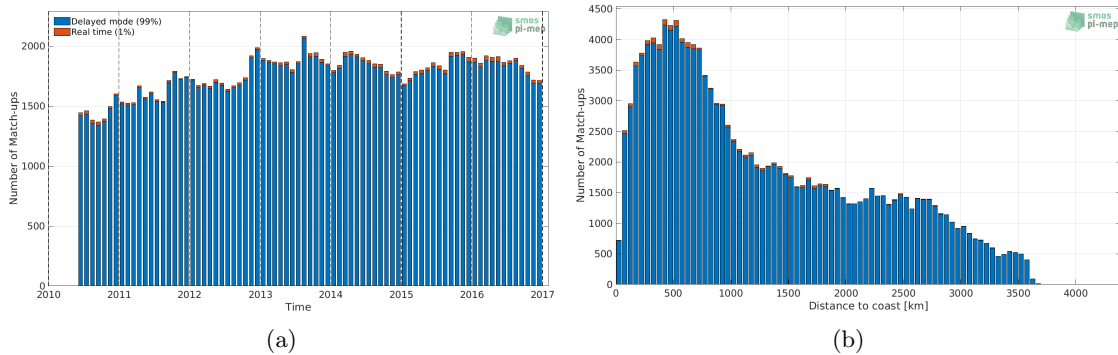 Delayed mode (99%)
Real time (1%)
smos
pi-mep
Number of Match-ups
2000
1500
1000
500
0
2010 2011 2012 2013 2014 2015 2016 2017
Time
(a)
smos
pi-mep
Number of Match-ups
4500
4000
3500
3000
2500
2000
1500
1000
500
0
0 500 1000 1500 2000 2500 3000 3500 4000
Distance to coast [km]
(b)